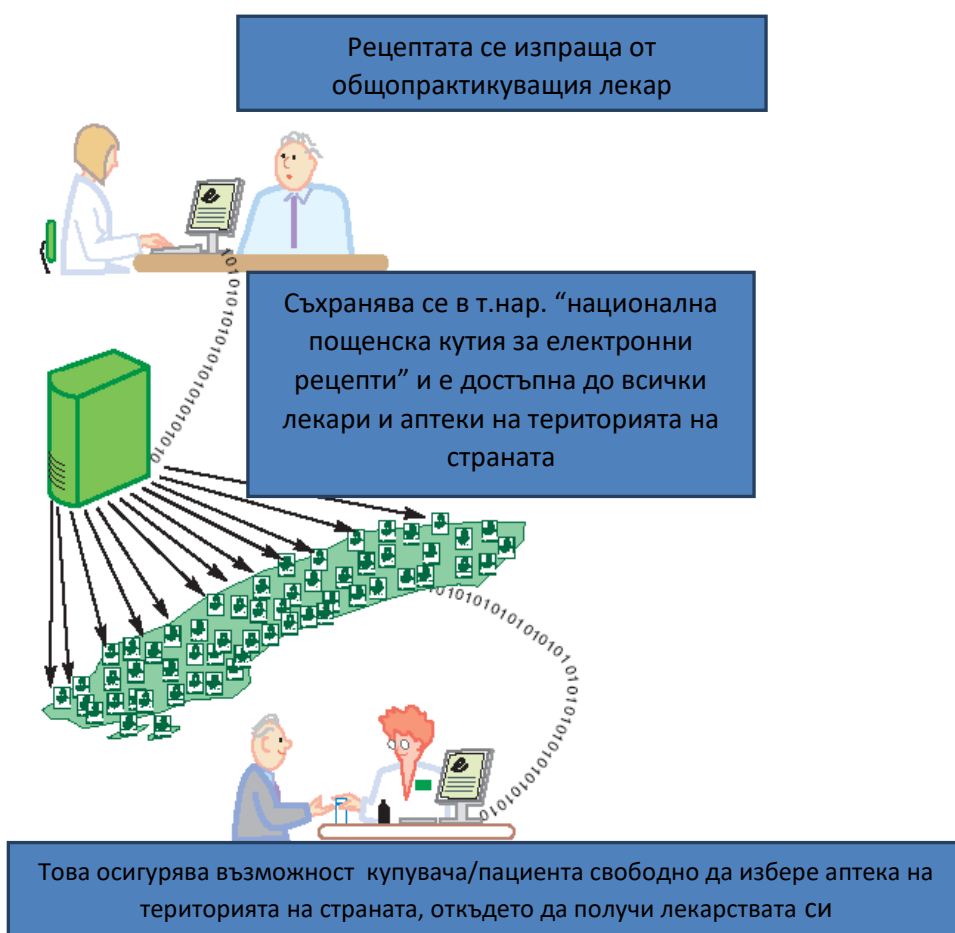 Рецептата се изпраща от
общопрактикуващия лекар
1010101010101010101010
Съхранява се в т.нар. “национална
пощенска кутия за електронни
рецепти” и е достъпна до всички
лекари и аптеки на територията на
страната
Това осигурява възможност купувача/пациента свободно да избере аптека на
територията на страната, откъдето да получи лекарствата си